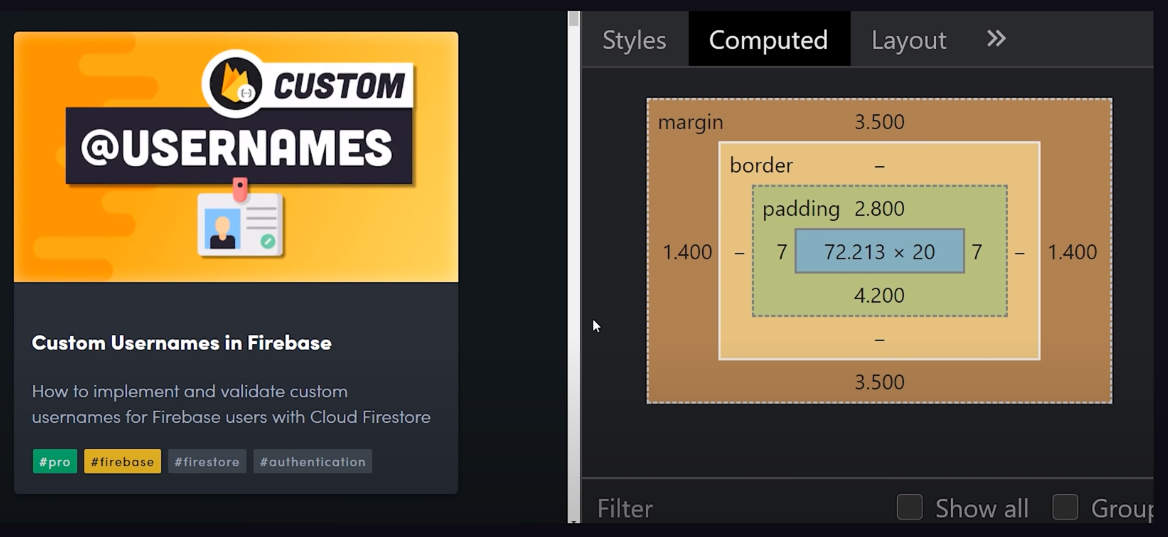 CUSTOM
@USERNAMES
Custom Usernames in Firebase
How to implement and validate custom
usernames for Firebase users with Cloud Firestore
#pro #firebase #firestore #authentication
Styles Computed Layout »
margin 3.500
border –
padding 2.800
1.400 – 7 72.213 × 20 7 – 1.400
4.200
–
3.500
Filter Show all Group